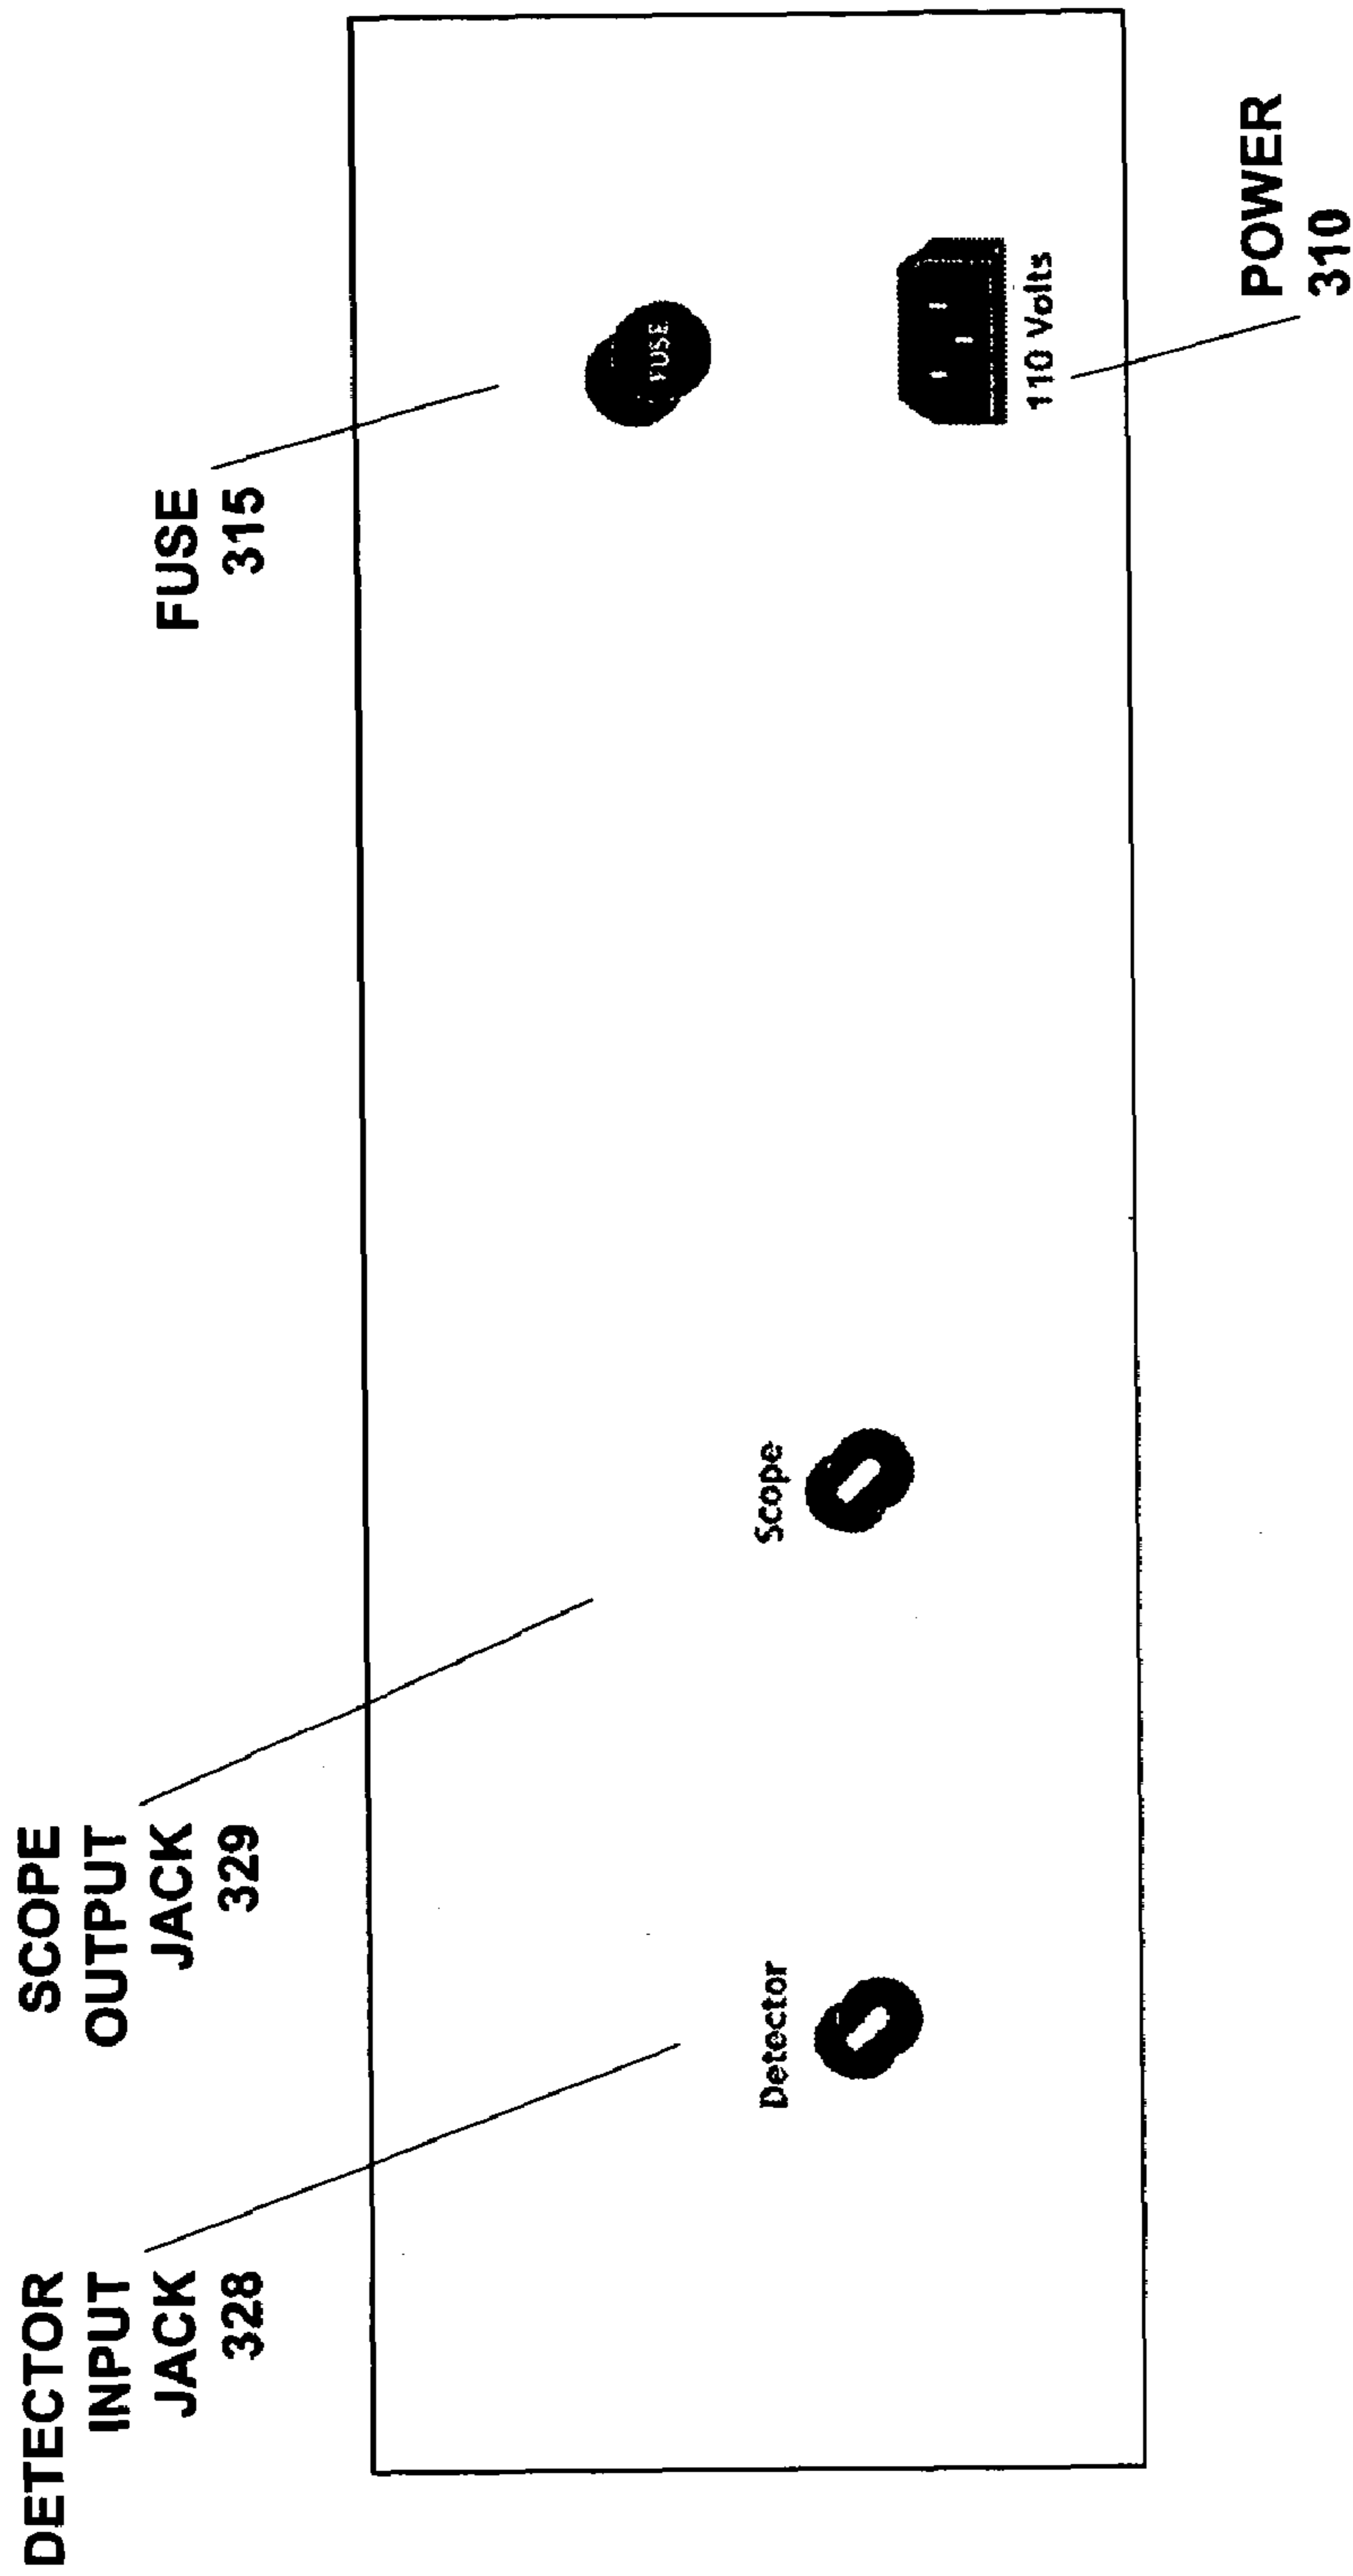 DETECTOR
INPUT
JACK
328
SCOPE
OUTPUT
JACK
329
FUSE
315
Detector
Scope
FUSE
110 Volts
POWER
310